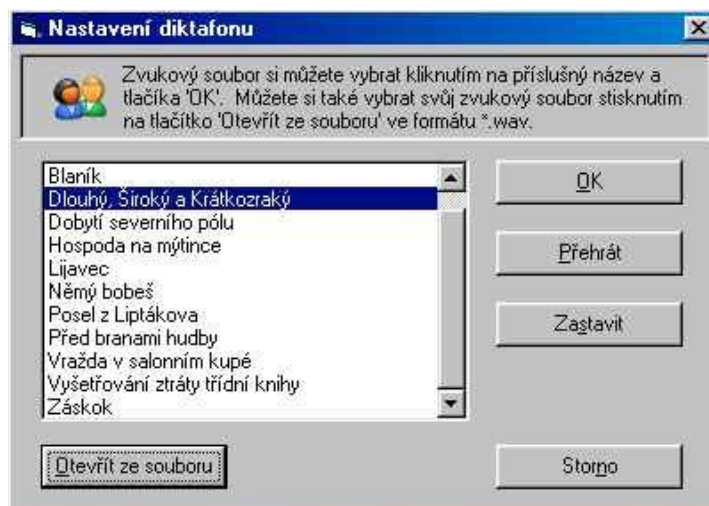 Nastavení diktafonu
Zvukový soubor si můžete vybrat kliknutím na příslušný název a
tlačíka 'OK'. Můžete si také vybrat svůj zvukový soubor stisknutím
na tlačítko 'Otevřít ze souboru' ve formátu *.wav.
Blaník
Dlouhý, Široký a Krátkozraký
Dobytí severního pólu
Hospoda na mýtince
Lijavec
Němý bobeš
Posel z Liptákova
Před branami hudby
Vražda v salonním kupé
Vyšetřování ztráty třídní knihy
Záskok
OK
Přehrát
Zastavit
Otevřít ze souboru
Storno